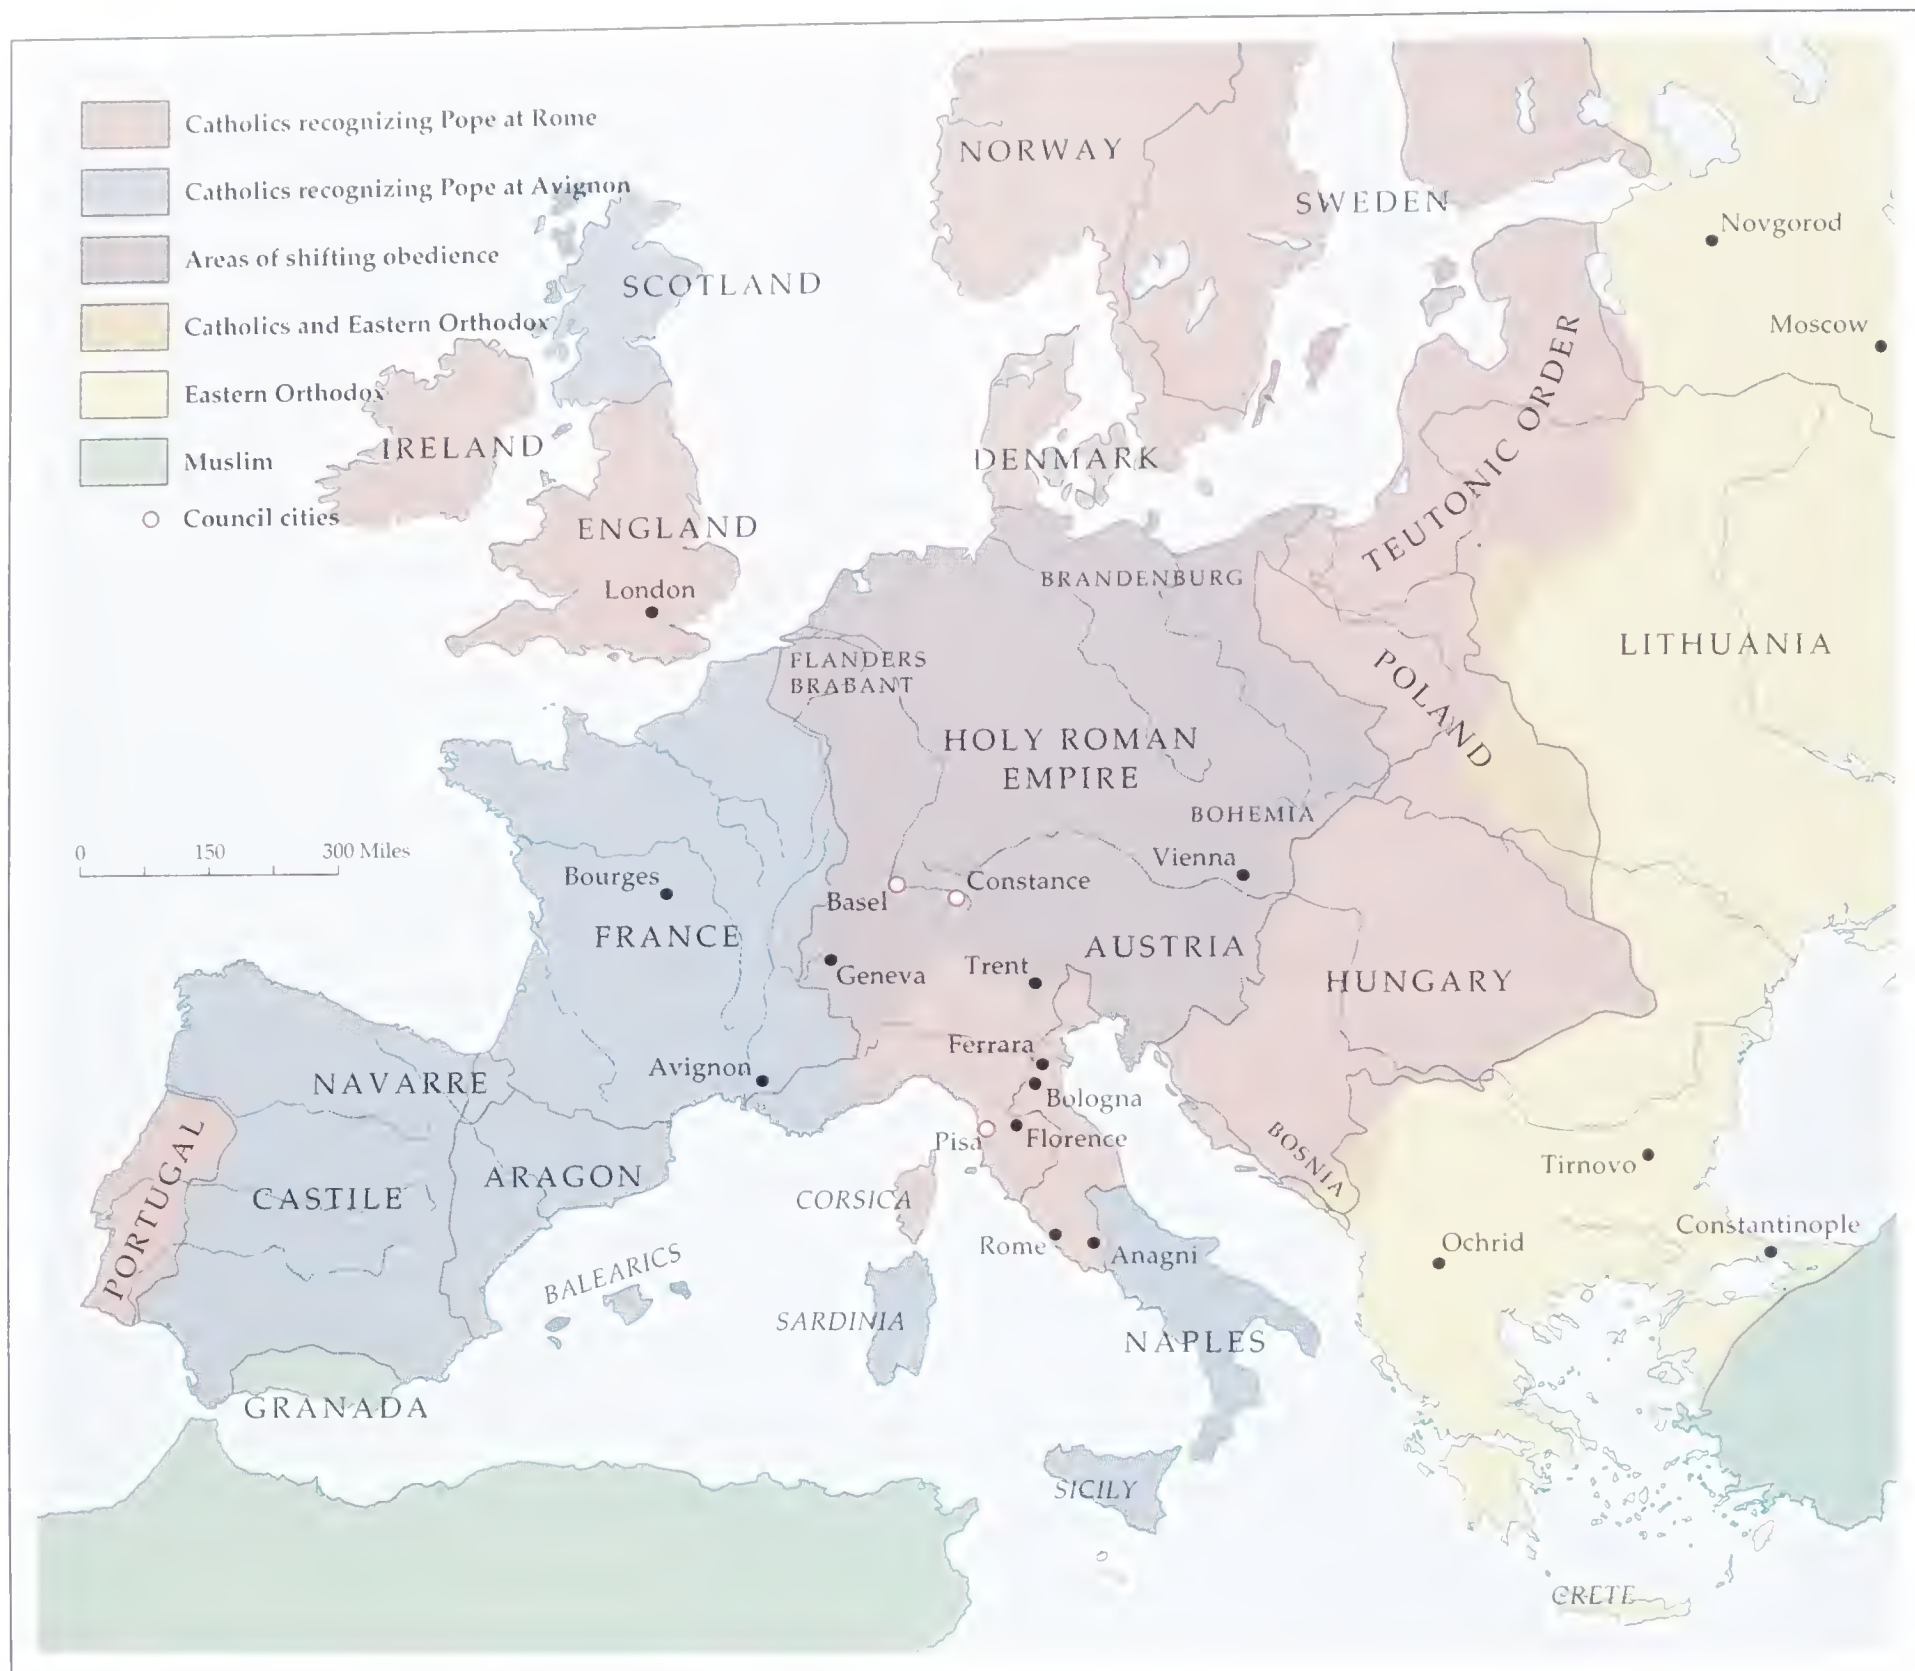 Catholics recognizing Pope at Rome
Catholics recognizing Pope at Avignon
Areas of shifting obedience
Catholics and Eastern Orthodox
Eastern Orthodox
Muslim
Council cities
NORWAY
SWEDEN
Novgorod
Moscow
SCOTLAND
IRELAND
DENMARK
TEUTONIC ORDER
ENGLAND
London
BRANDENBURG
LITHUANIA
FLANDERS
BRABANT
POLAND
HOLY ROMAN
EMPIRE
BOHEMIA
0 150 300 Miles
Bourges
Vienna
Basel
Constance
FRANCE
AUSTRIA
Geneva
Trent
HUNGARY
Ferrara
Avignon
NAVARRE
Bologna
Pisa
Florence
BOSNIA
Tirnovo
PORTUGAL
CASTILE
ARAGON
CORSICA
Rome
Anagni
Ochrid
Constantinople
BALEARICS
SARDINIA
NAPLES
GRANADA
SICILY
CRETE